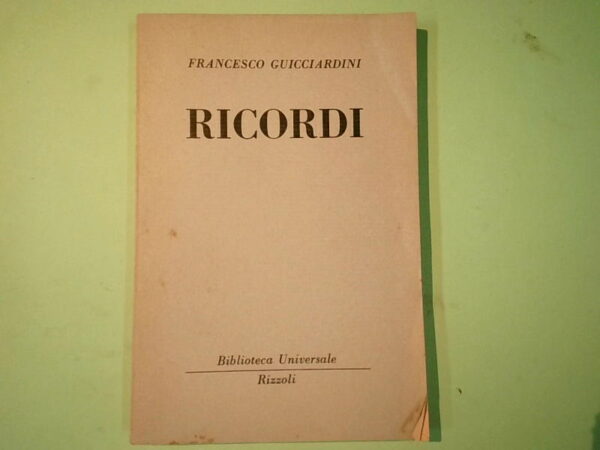 FRANCESCO GUICCIARDINI
RICORDI
Biblioteca Universale
Rizzoli